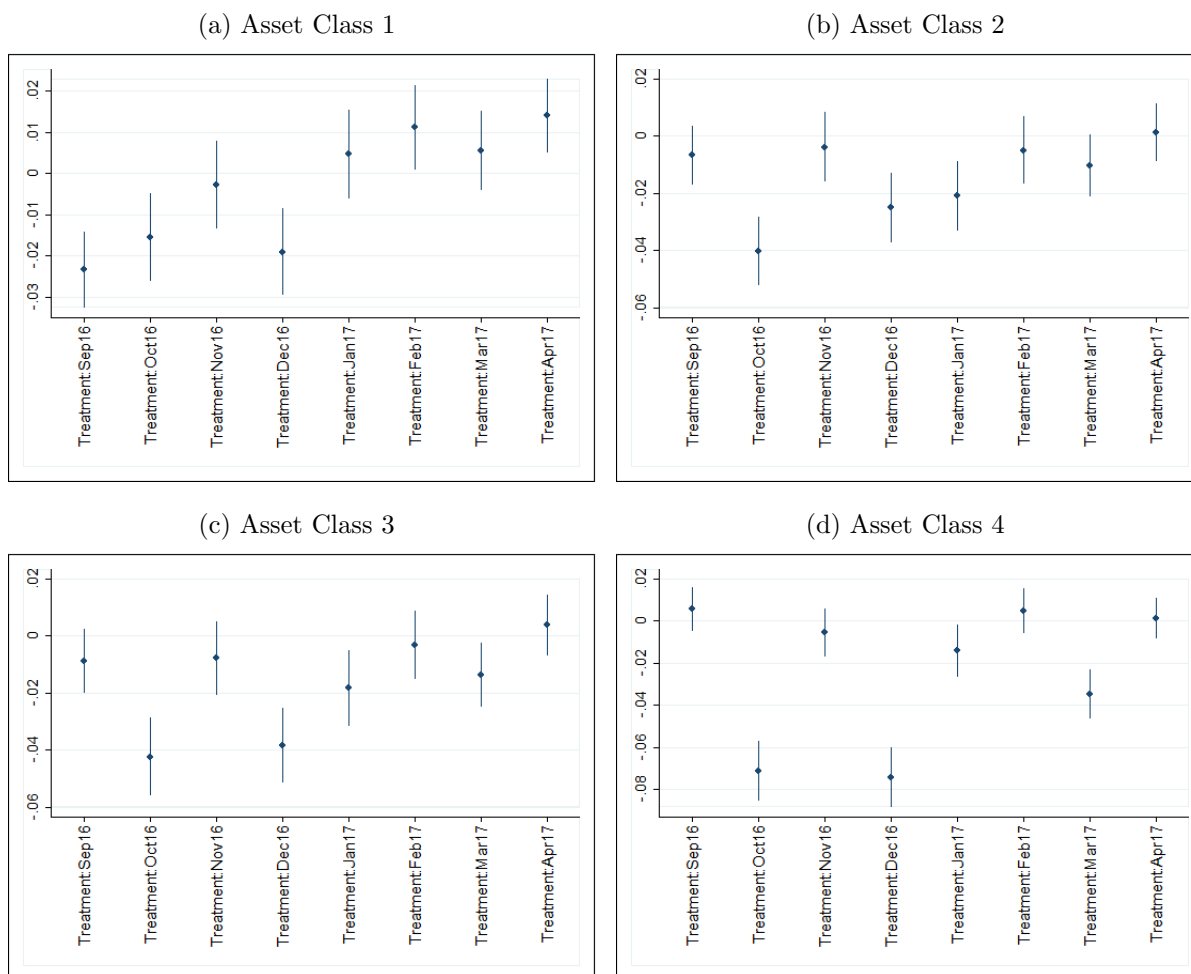 (a) Asset Class 1
.02
.01
0
-.01
-.02
-.03
Treatment:Sep16
Treatment:Oct16
Treatment:Nov16
Treatment:Dec16
Treatment:Jan17
Treatment:Feb17
Treatment:Mar17
Treatment:Apr17
(b) Asset Class 2
.02
0
-.02
-.04
-.06
Treatment:Sep16
Treatment:Oct16
Treatment:Nov16
Treatment:Dec16
Treatment:Jan17
Treatment:Feb17
Treatment:Mar17
Treatment:Apr17
(c) Asset Class 3
.02
0
-.02
-.04
-.06
Treatment:Sep16
Treatment:Oct16
Treatment:Nov16
Treatment:Dec16
Treatment:Jan17
Treatment:Feb17
Treatment:Mar17
Treatment:Apr17
(d) Asset Class 4
.02
0
-.02
-.04
-.06
-.08
Treatment:Sep16
Treatment:Oct16
Treatment:Nov16
Treatment:Dec16
Treatment:Jan17
Treatment:Feb17
Treatment:Mar17
Treatment:Apr17